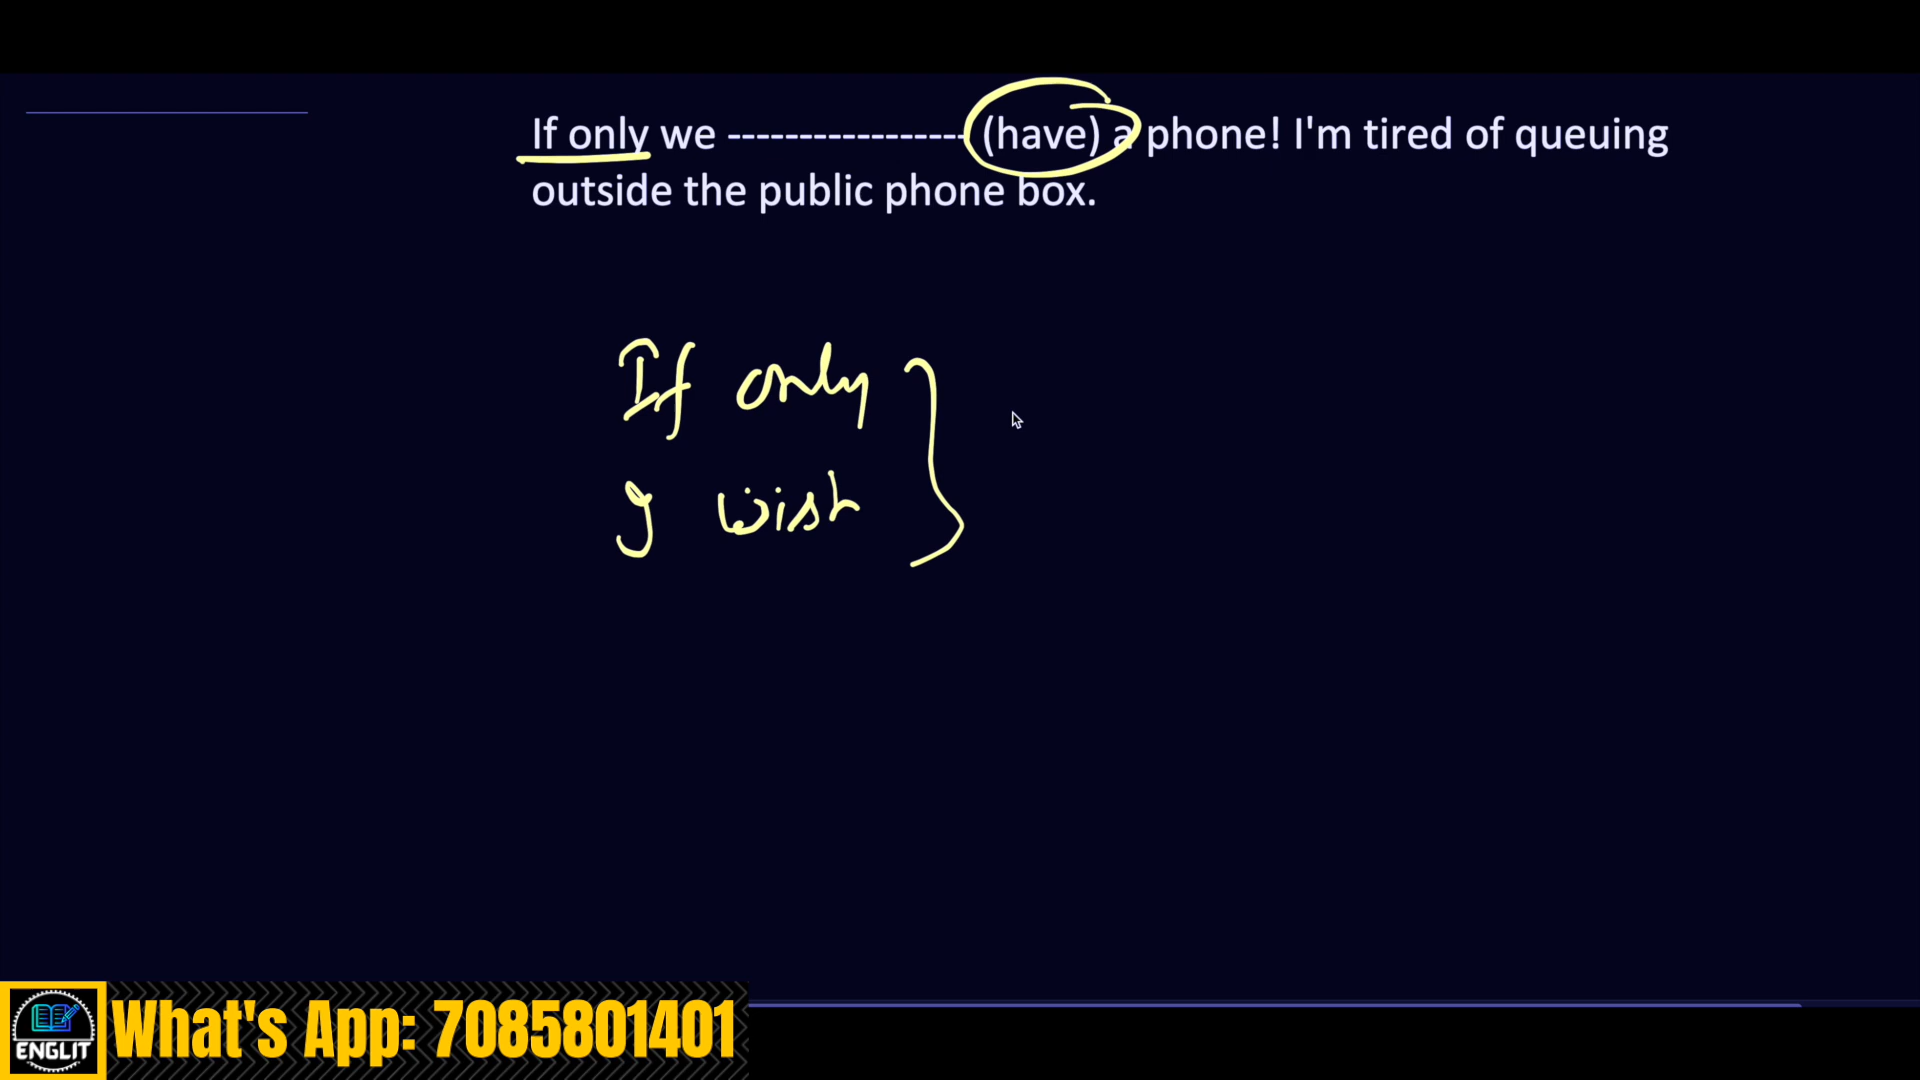 If only we ----------------- (have) a phone! I'm tired of queuing
outside the public phone box.
If only
I wish
What's App: 7085801401
ENGLIT